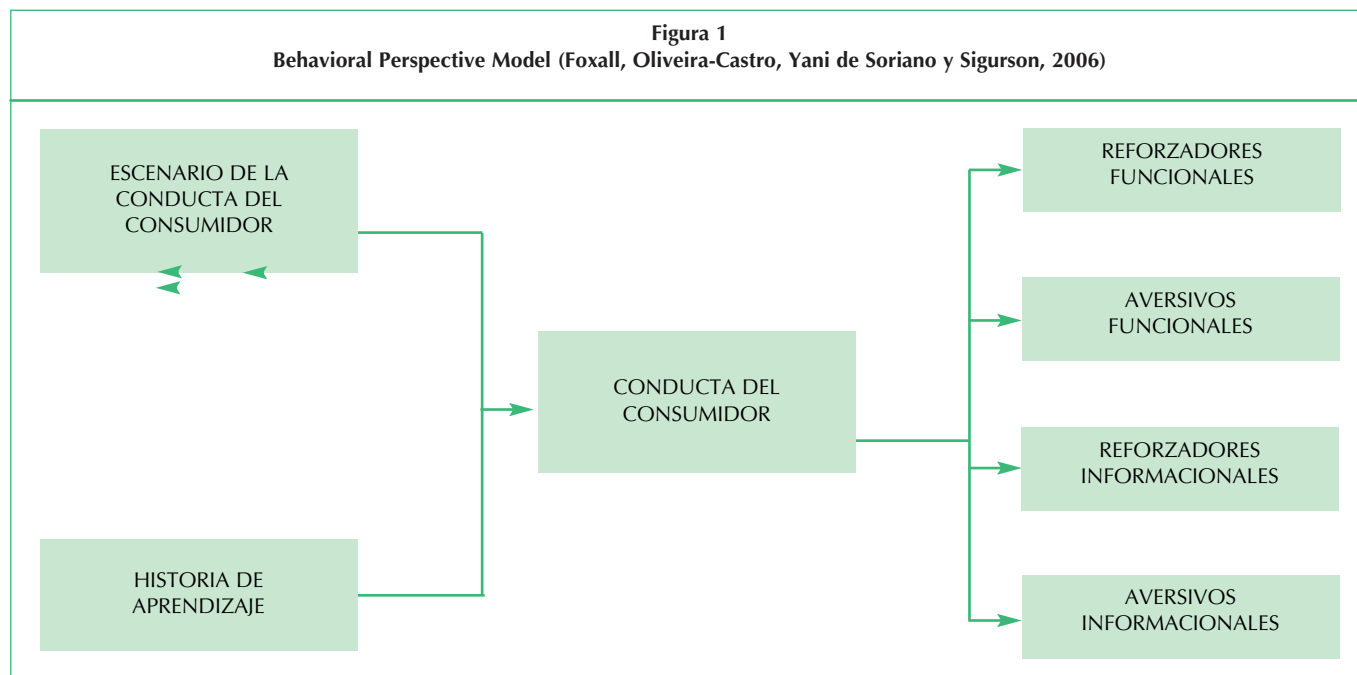 Figura 1
Behavioral Perspective Model (Foxall, Oliveira-Castro, Yani de Soriano y Sigurson, 2006)
ESCENARIO DE LA
CONDUCTA DEL
CONSUMIDOR
HISTORIA DE
APRENDIZAJE
CONDUCTA DEL
CONSUMIDOR
REFORZADORES
FUNCIONALES
AVERSIVOS
FUNCIONALES
REFORZADORES
INFORMACIONALES
AVERSIVOS
INFORMACIONALES